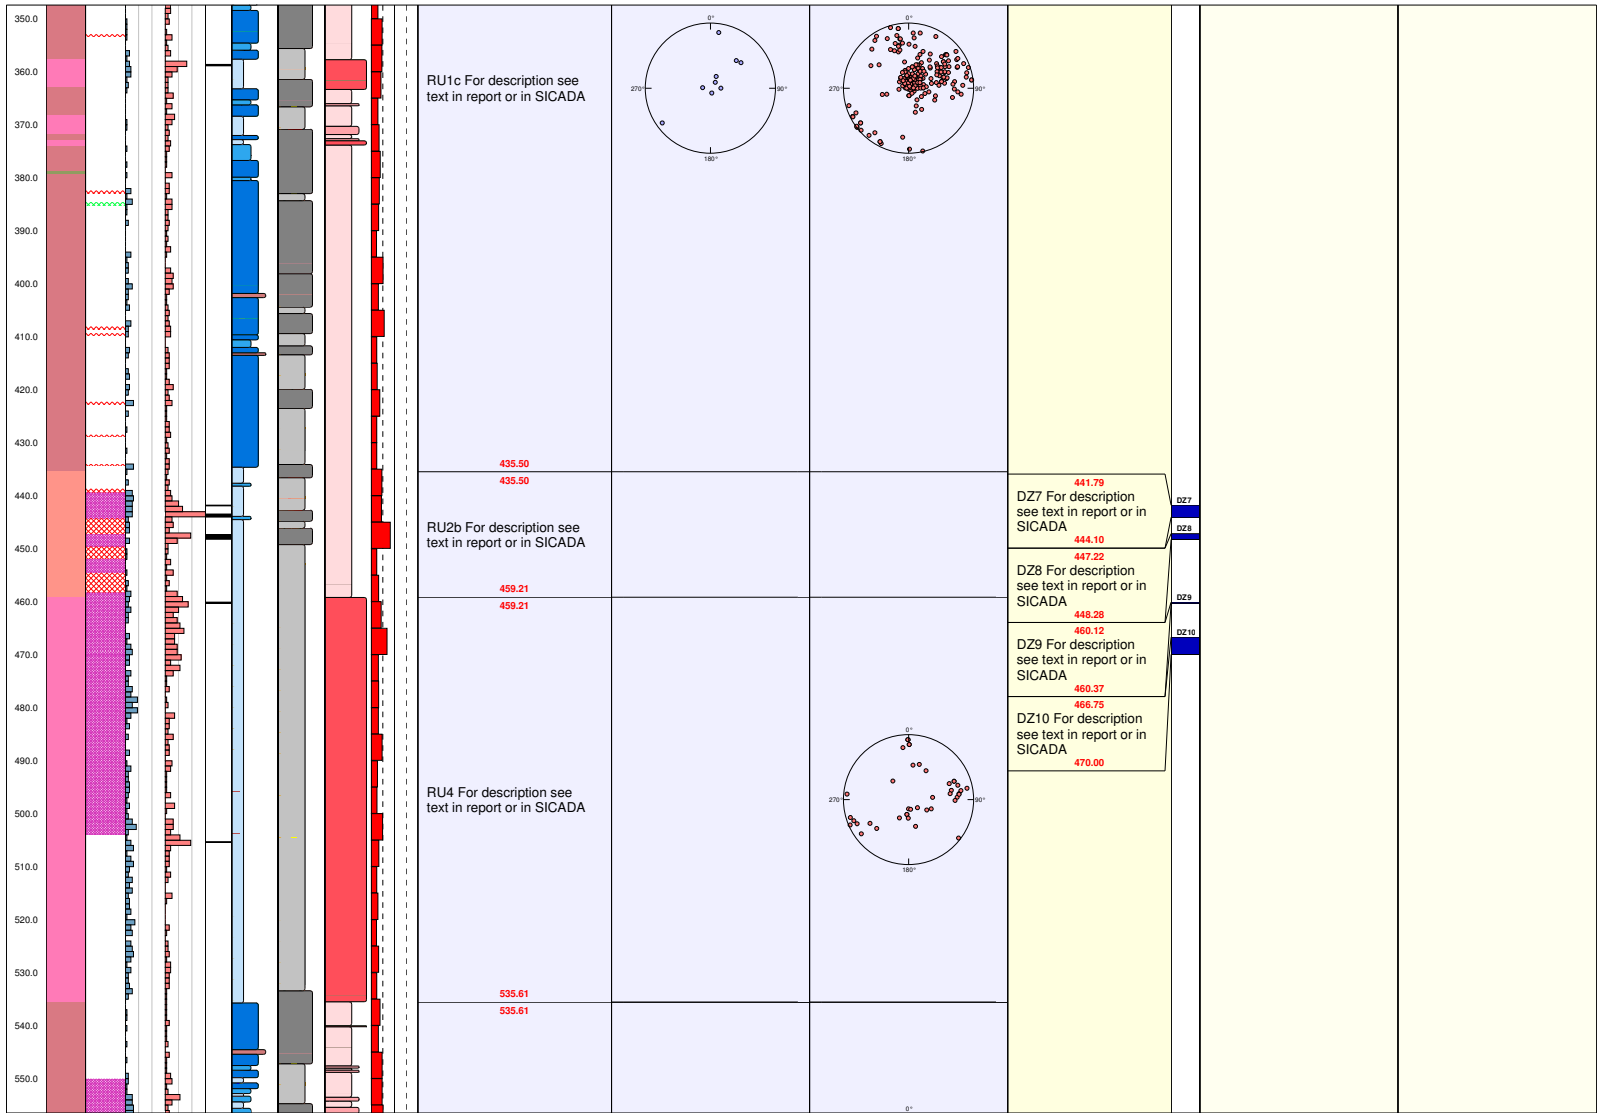 350.0
360.0
370.0
380.0
390.0
400.0
410.0
420.0
430.0
440.0
450.0
460.0
470.0
480.0
490.0
500.0
510.0
520.0
530.0
540.0
550.0
RU1c For description see
text in report or in SICADA
435.50
435.50
RU2b For description see
text in report or in SICADA
459.21
459.21
RU4 For description see
text in report or in SICADA
535.61
535.61
0°
270°
90°
180°
0°
270°
90°
180°
0°
270°
90°
180°
0°
441.79
DZ7 For description
see text in report or in
SICADA
444.10
447.22
DZ8 For description
see text in report or in
SICADA
448.28
460.12
DZ9 For description
see text in report or in
SICADA
460.37
466.75
DZ10 For description
see text in report or in
SICADA
470.00
DZ7
DZ8
DZ9
DZ10